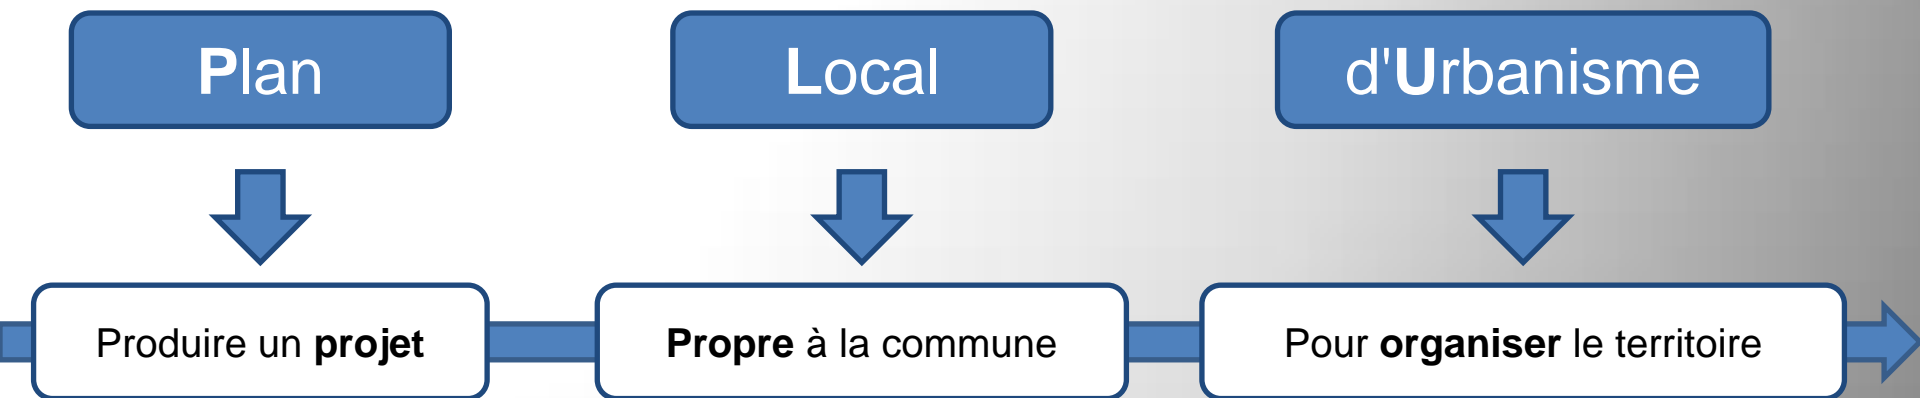 Plan
Local
d'Urbanisme
Produire un projet
Propre à la commune
Pour organiser le territoire